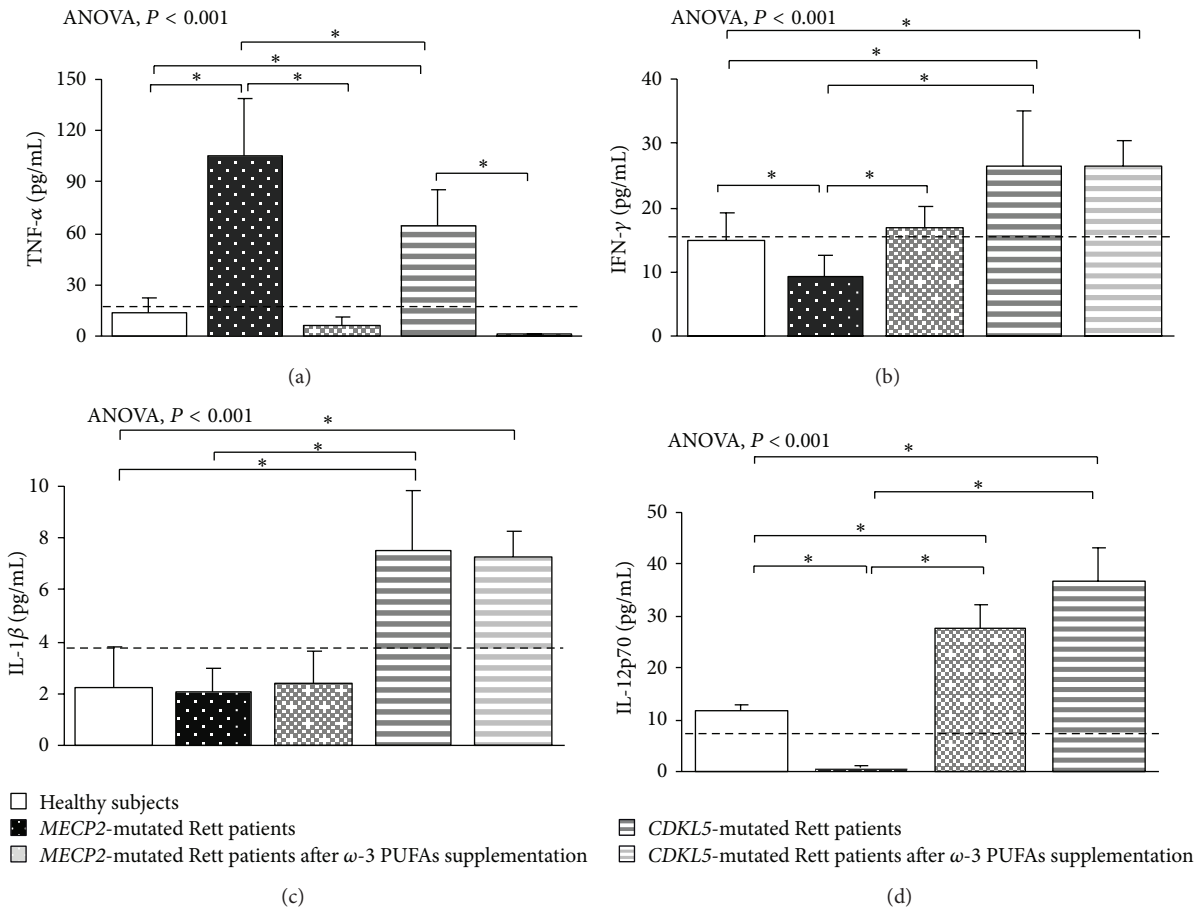 ANOVA, P < 0.001
*
*
*
*
*
150
120
90
60
30
0
TNF-α (pg/mL)
(a)
ANOVA, P < 0.001
*
*
*
*
*
40
30
20
10
0
IFN-γ (pg/mL)
(b)
ANOVA, P < 0.001
*
*
*
10
8
6
4
2
0
IL-1β (pg/mL)
ANOVA, P < 0.001
*
*
*
*
*
50
40
30
20
10
0
IL-12p70 (pg/mL)
Healthy subjects
MECP2-mutated Rett patients
MECP2-mutated Rett patients after ω-3 PUFAs supplementation
(c)
CDKL5-mutated Rett patients
CDKL5-mutated Rett patients after ω-3 PUFAs supplementation
(d)